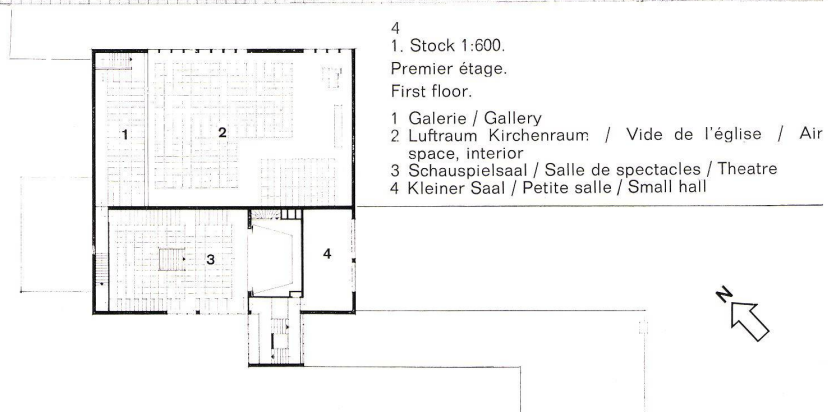 4
1. Stock 1:600.
Premier étage.
First floor.
1 Galerie / Gallery
2 Luftraum Kirchenraum / Vide de l'église / Air
space, interior
3 Schauspielsaal / Salle de spectacles / Theatre
4 Kleiner Saal / Petite salle / Small hall
1
2
3
4
N